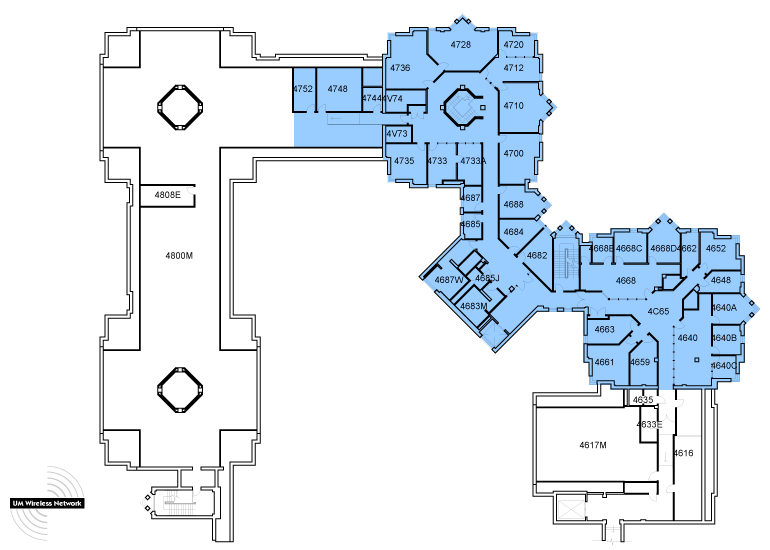 4728
4720
4736
4712
4752
4748
4744
4V74
4710
4V73
4735
4733
4733A
4700
4808E
4687
4688
4685
4684
4800M
4682
4668E
4668C
4668D
4662
4652
4687W
4685J
4668
4648
4683M
4C65
4640A
4663
4640
4640B
4661
4659
4640C
4635
4633E
4617M
4616
UM Wireless Network